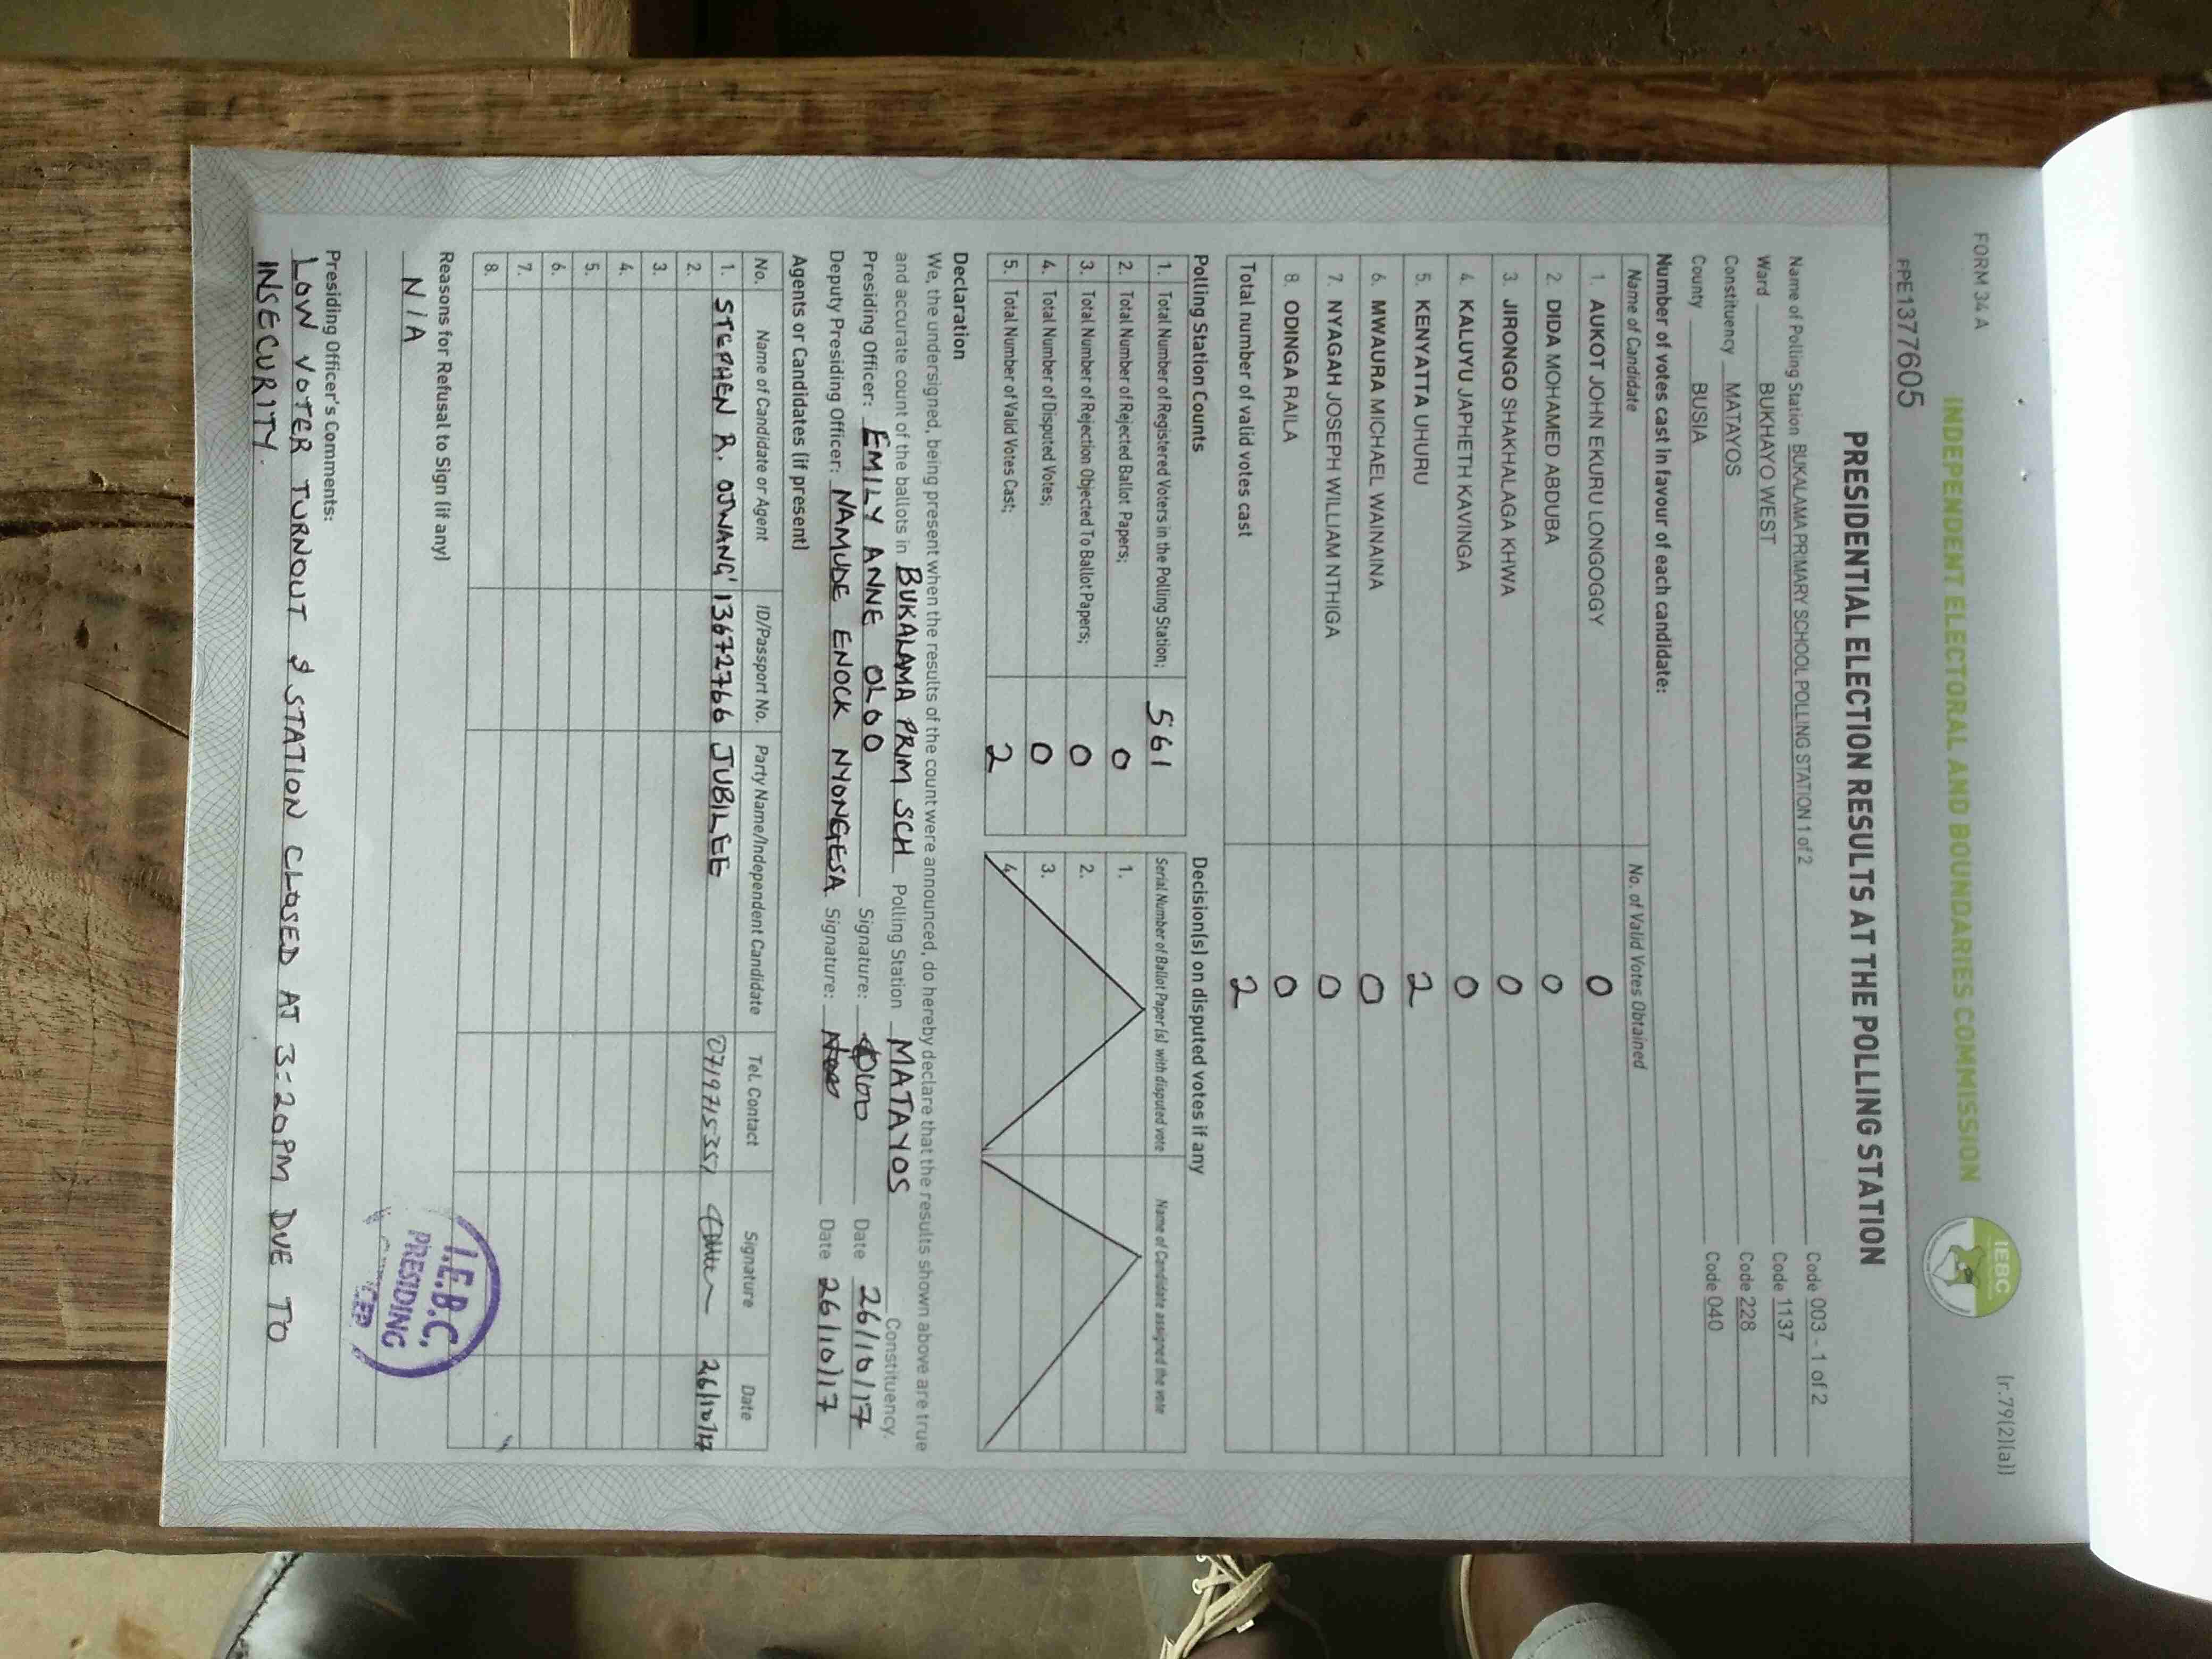 FORM 34 A
(r.79(2)(a))
INDEPENDENT ELECTORAL AND BOUNDARIES COMMISSION
IEBC
FPE1377605
PRESIDENTIAL ELECTION RESULTS AT THE POLLING STATION
Name of Polling Station BUKALAMA PRIMARY SCHOOL POLLING STATION 1 of 2 Code 003 - 1 of 2
Ward BUKHAYO WEST Code 1137
Constituency MATAYOS Code 228
County BUSIA Code 040
Number of votes cast in favour of each candidate:
Name of Candidate No. of Valid Votes Obtained
1. AUKOT JOHN EKURU LONGOGGY 0
2. DIDA MOHAMED ABDUBA 0
3. JIRONGO SHAKHALAGA KHWA 0
4. KALUYU JAPHETH KAVINGA 0
5. KENYATTA UHURU 2
6. MWAURA MICHAEL WAINAINA 0
7. NYAGAH JOSEPH WILLIAM NTHIGA 0
8. ODINGA RAILA 0
Total number of valid votes cast 2
Polling Station Counts
1. Total Number of Registered Voters in the Polling Station; 561
2. Total Number of Rejected Ballot Papers; 0
3. Total Number of Rejection Objected To Ballot Papers; 0
4. Total Number of Disputed Votes; 0
5. Total Number of Valid Votes Cast; 2
Decision(s) on disputed votes if any
Serial Number of Ballot Paper(s) with disputed vote Name of Candidate assigned the vote
1.
2.
3.
4.
Declaration
We, the undersigned, being present when the results of the count were announced, do hereby declare that the results shown above are true
and accurate count of the ballots in BUKALAMA PRIM SCH Polling Station MATAYOS Constituency.
Presiding Officer: EMILY ANNE OLOO Signature: Date 26/10/17
Deputy Presiding Officer: NAMUDE ENOCK NYONGESA Signature: Date 26/10/17
Agents or Candidates (if present)
No. Name of Candidate or Agent ID/Passport No. Party Name/Independent Candidate Tel. Contact Signature Date
1. STEPHEN R. OJWANG' 13672766 JUBILEE 0719715357 26/10/17
2.
3.
4.
5.
6.
7.
8.
Reasons for Refusal to Sign (if any)
N/A
I.E.B.C.
PRESIDING
Presiding Officer's Comments:
LOW VOTER TURNOUT & STATION CLOSED AT 3:20PM DUE TO
INSECURITY.